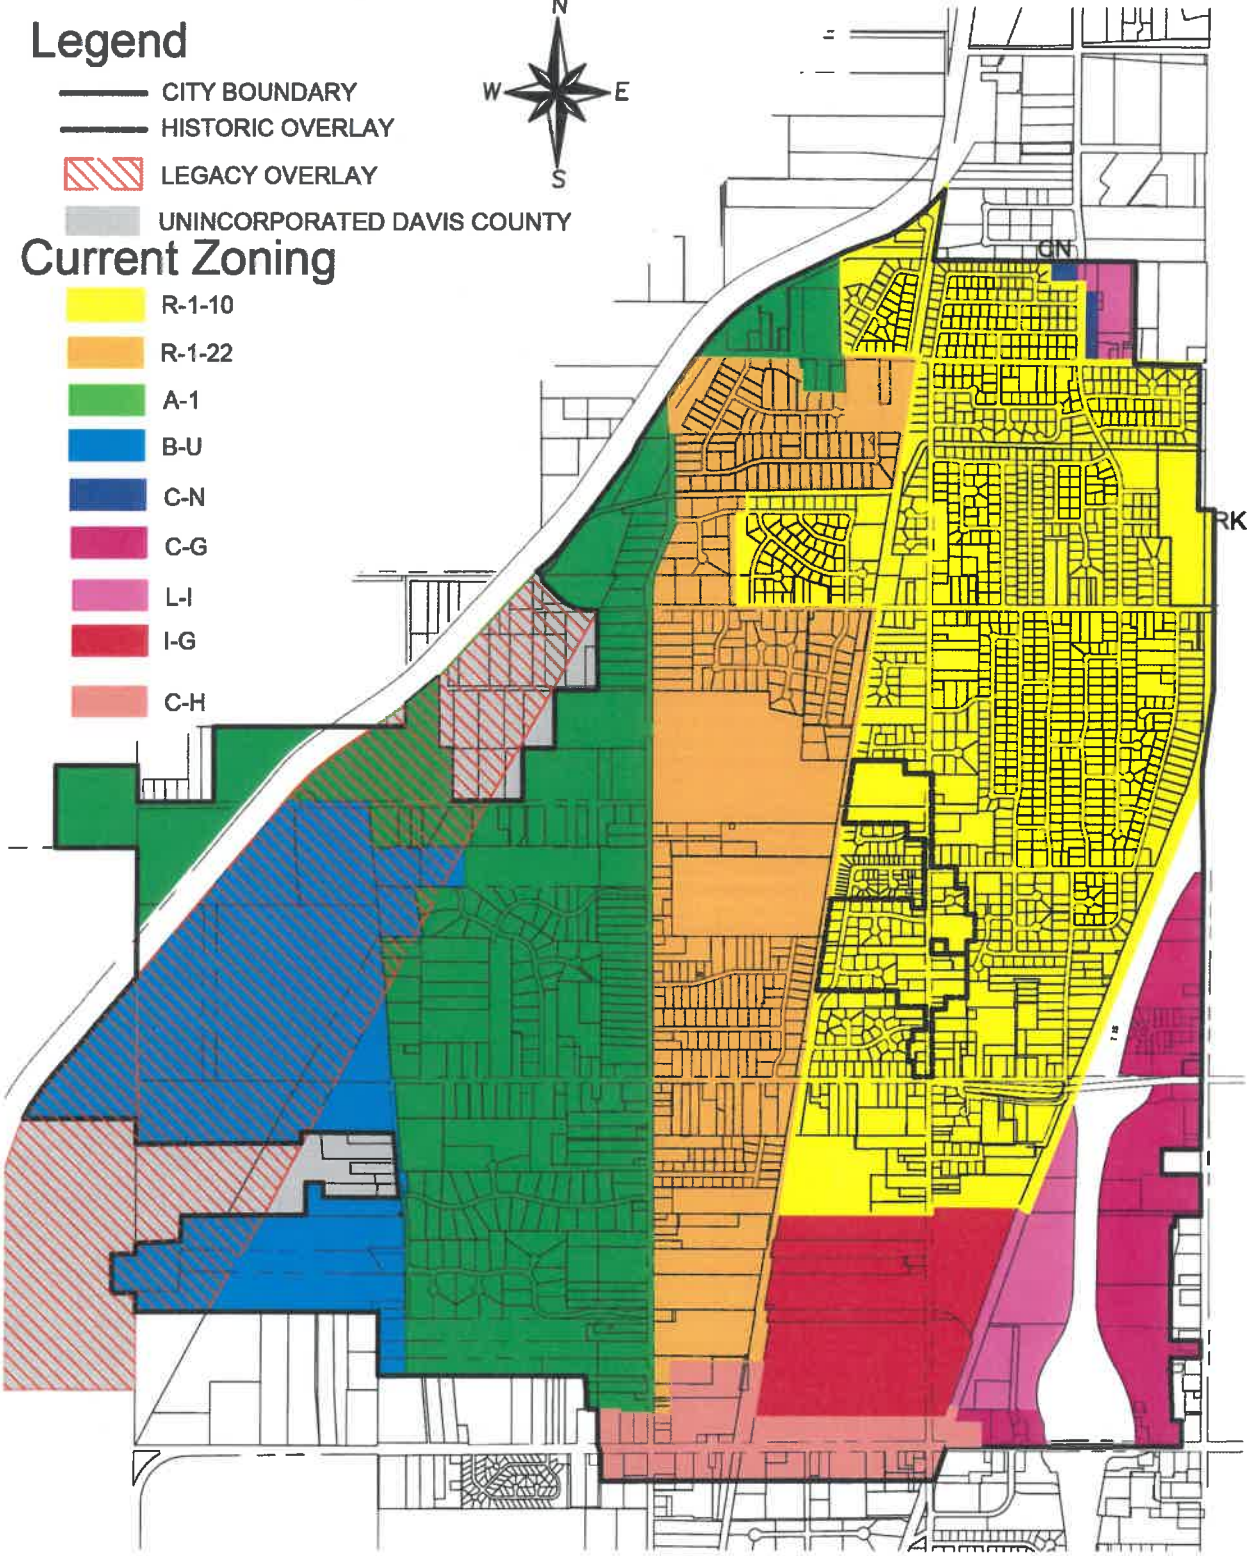 N
Legend
CITY BOUNDARY
W E
HISTORIC OVERLAY
LEGACY OVERLAY
S
UNINCORPORATED DAVIS COUNTY
Current Zoning
CN
R-1-10
R-1-22
A-1
B-U
C-N
RK
C-G
L-I
I-G
C-H